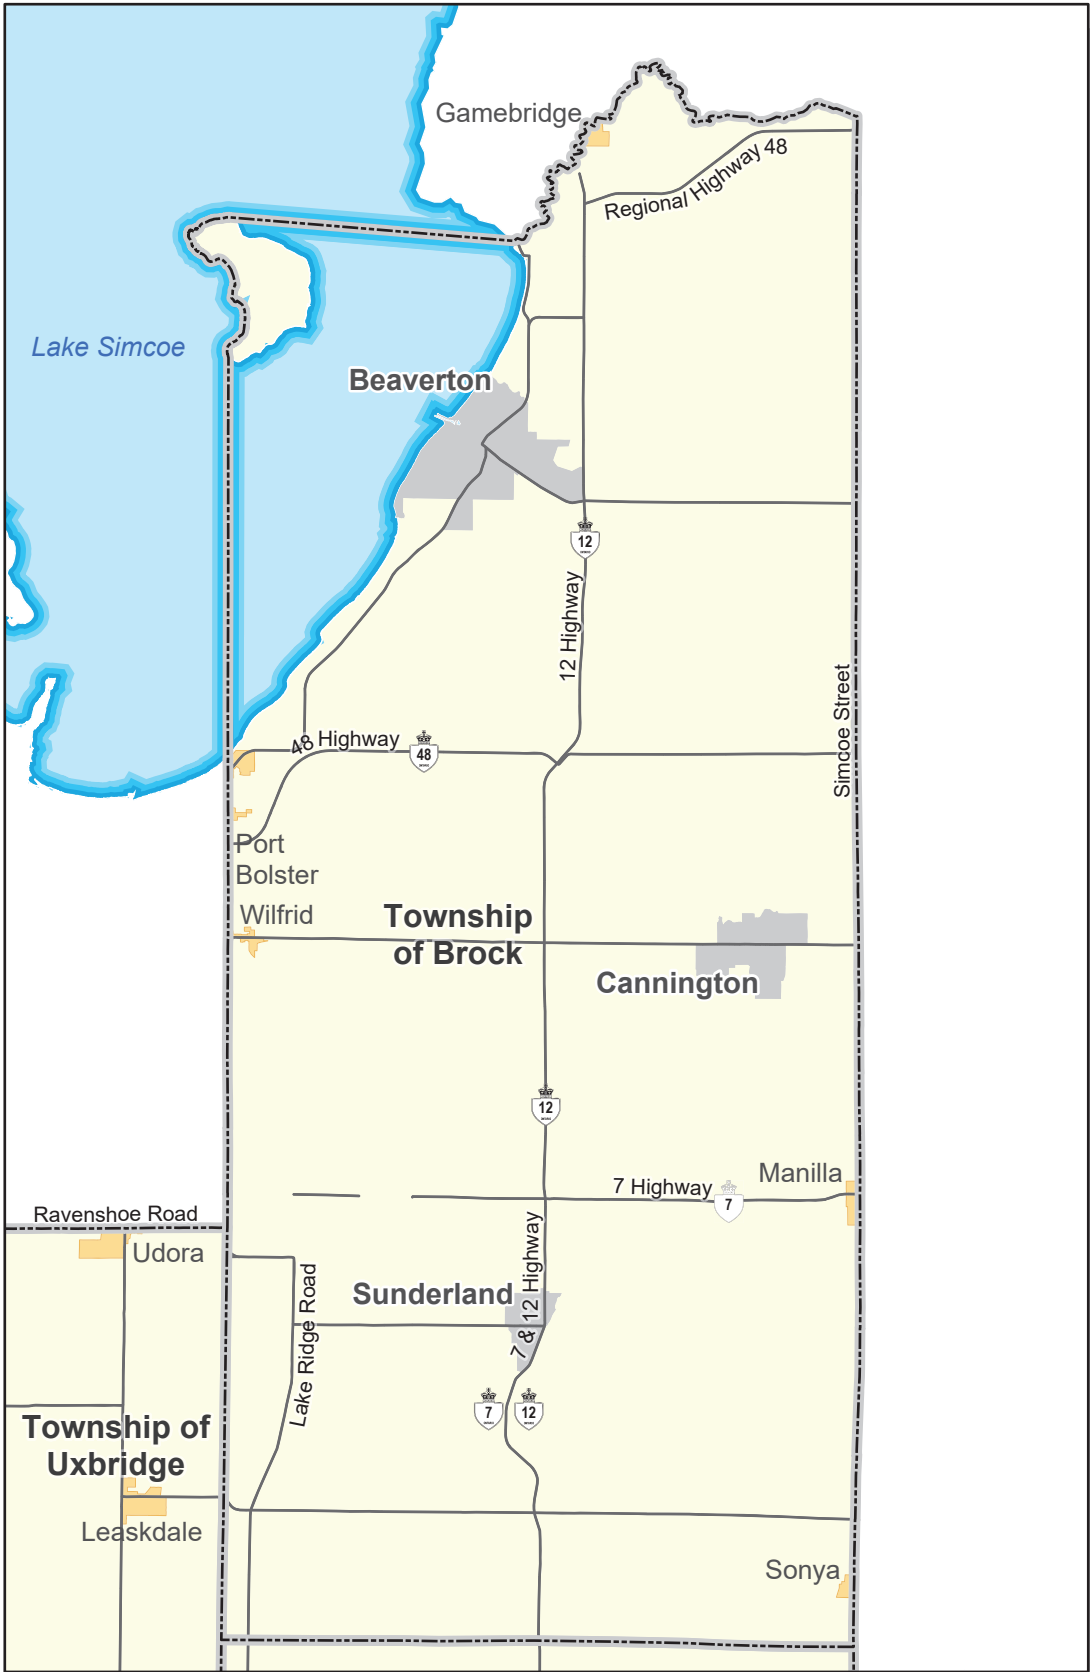 Gamebridge
Regional Highway 48
Lake Simcoe
Beaverton
12
12 Highway
Simcoe Street
48 Highway
48
Port
Bolster
Wilfrid
Township
of Brock
Cannington
12
Manilla
7 Highway
7
Ravenshoe Road
Udora
7 & 12 Highway
Sunderland
Lake Ridge Road
7
12
Township of
Uxbridge
Leaskdale
Sonya